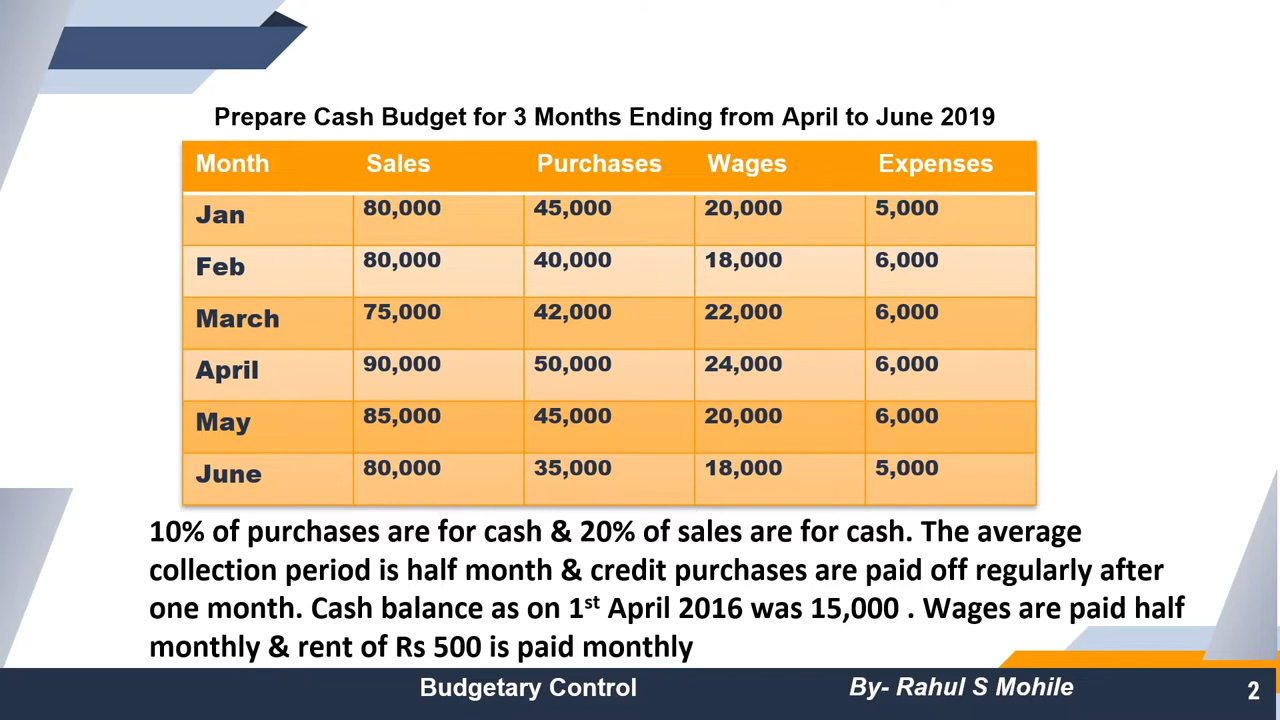 Prepare Cash Budget for 3 Months Ending from April to June 2019
Month Sales Purchases Wages Expenses
Jan 80,000 45,000 20,000 5,000
Feb 80,000 40,000 18,000 6,000
March 75,000 42,000 22,000 6,000
April 90,000 50,000 24,000 6,000
May 85,000 45,000 20,000 6,000
June 80,000 35,000 18,000 5,000
10% of purchases are for cash & 20% of sales are for cash. The average
collection period is half month & credit purchases are paid off regularly after
one month. Cash balance as on 1st April 2016 was 15,000 . Wages are paid half
monthly & rent of Rs 500 is paid monthly
Budgetary Control By- Rahul S Mohile 2